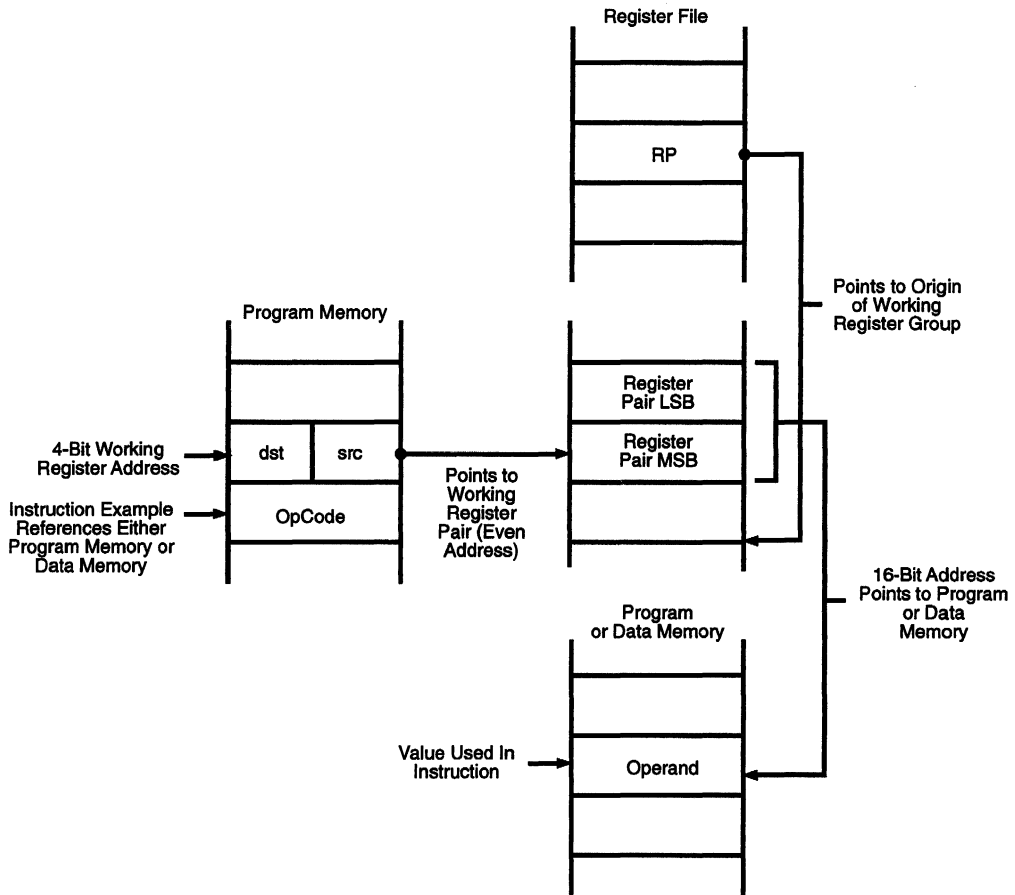 Register File
RP
Points to Origin
of Working
Register Group
Program Memory
Register
Pair LSB
4-Bit Working
Register Address
dst
src
Register
Pair MSB
Points to
Working
Register
Pair (Even
Address)
Instruction Example
References Either
Program Memory or
Data Memory
OpCode
16-Bit Address
Points to Program
or Data
Memory
Program
or Data Memory
Value Used In
Instruction
Operand